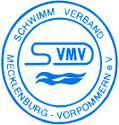 SCHWIMM VERBAND
VMV
MECKLENBURG - VORPOMMERN e V